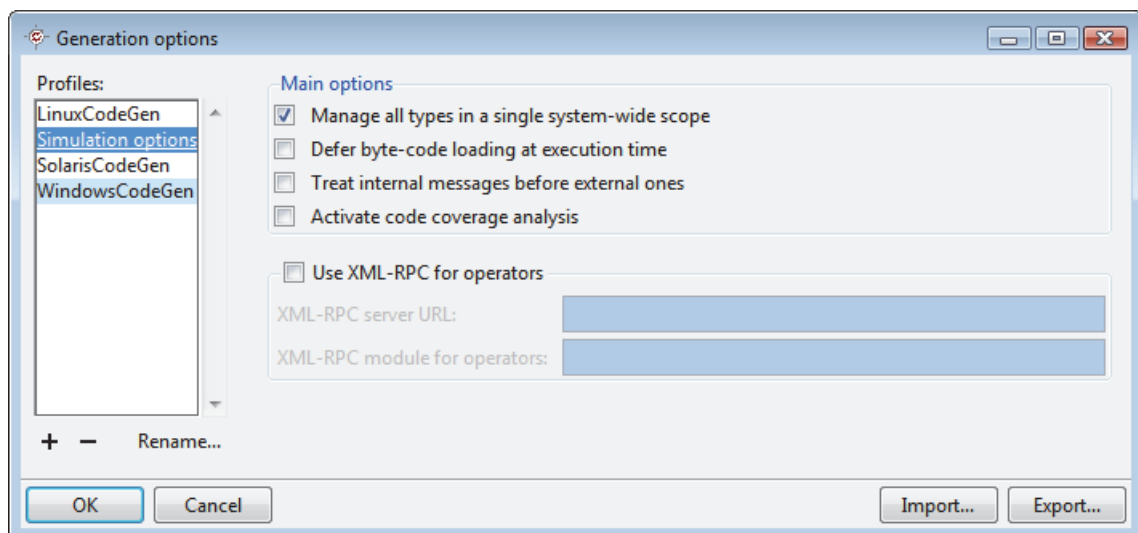 Generation options
Profiles:
LinuxCodeGen
Simulation options
SolarisCodeGen
WindowsCodeGen
Rename...
Main options
Manage all types in a single system-wide scope
Defer byte-code loading at execution time
Treat internal messages before external ones
Activate code coverage analysis
Use XML-RPC for operators
XML-RPC server URL:
XML-RPC module for operators:
OK
Cancel
Import...
Export...